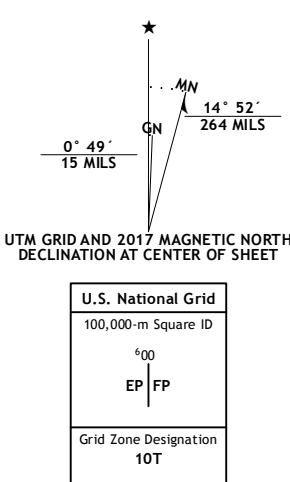 ★
MN
GN
14° 52´
264 MILS
0° 49´
15 MILS
UTM GRID AND 2017 MAGNETIC NORTH
DECLINATION AT CENTER OF SHEET
U.S. National Grid
100,000-m Square ID
⁶00
EP FP
Grid Zone Designation
10T